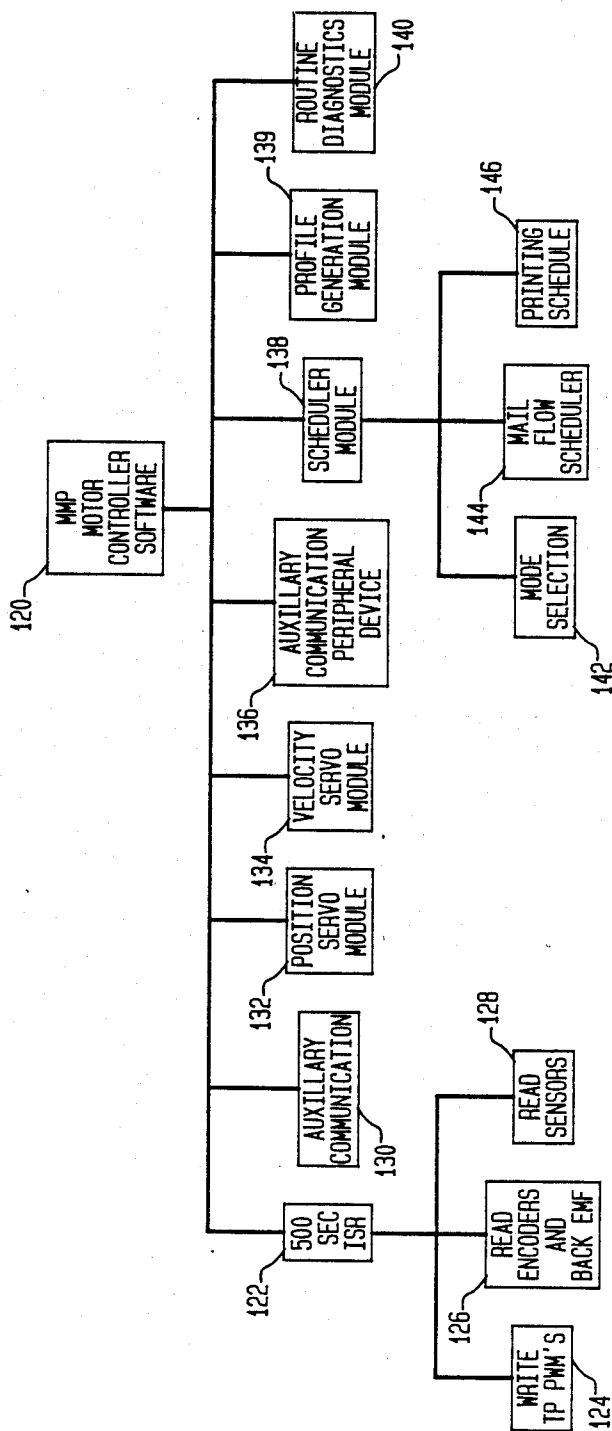 120
MMP
MOTOR
CONTROLLER
SOFTWARE
122
500
SEC
ISR
AUXILLARY
COMMUNICATION
130
132
POSITION
SERVO
MODULE
134
VELOCITY
SERVO
MODULE
136
AUXILLARY
COMMUNICATION
PERIPHERAL
DEVICE
138
SCHEDULER
MODULE
139
PROFILE
GENERATION
MODULE
ROUTINE
DIAGNOSTICS
MODULE
140
WRITE
TP PWM'S
124
126
READ
ENCODERS
AND
BACK EMF
128
READ
SENSORS
142
MODE
SELECTION
144
MAIL
FLOW
SCHEDULER
146
PRINTING
SCHEDULE